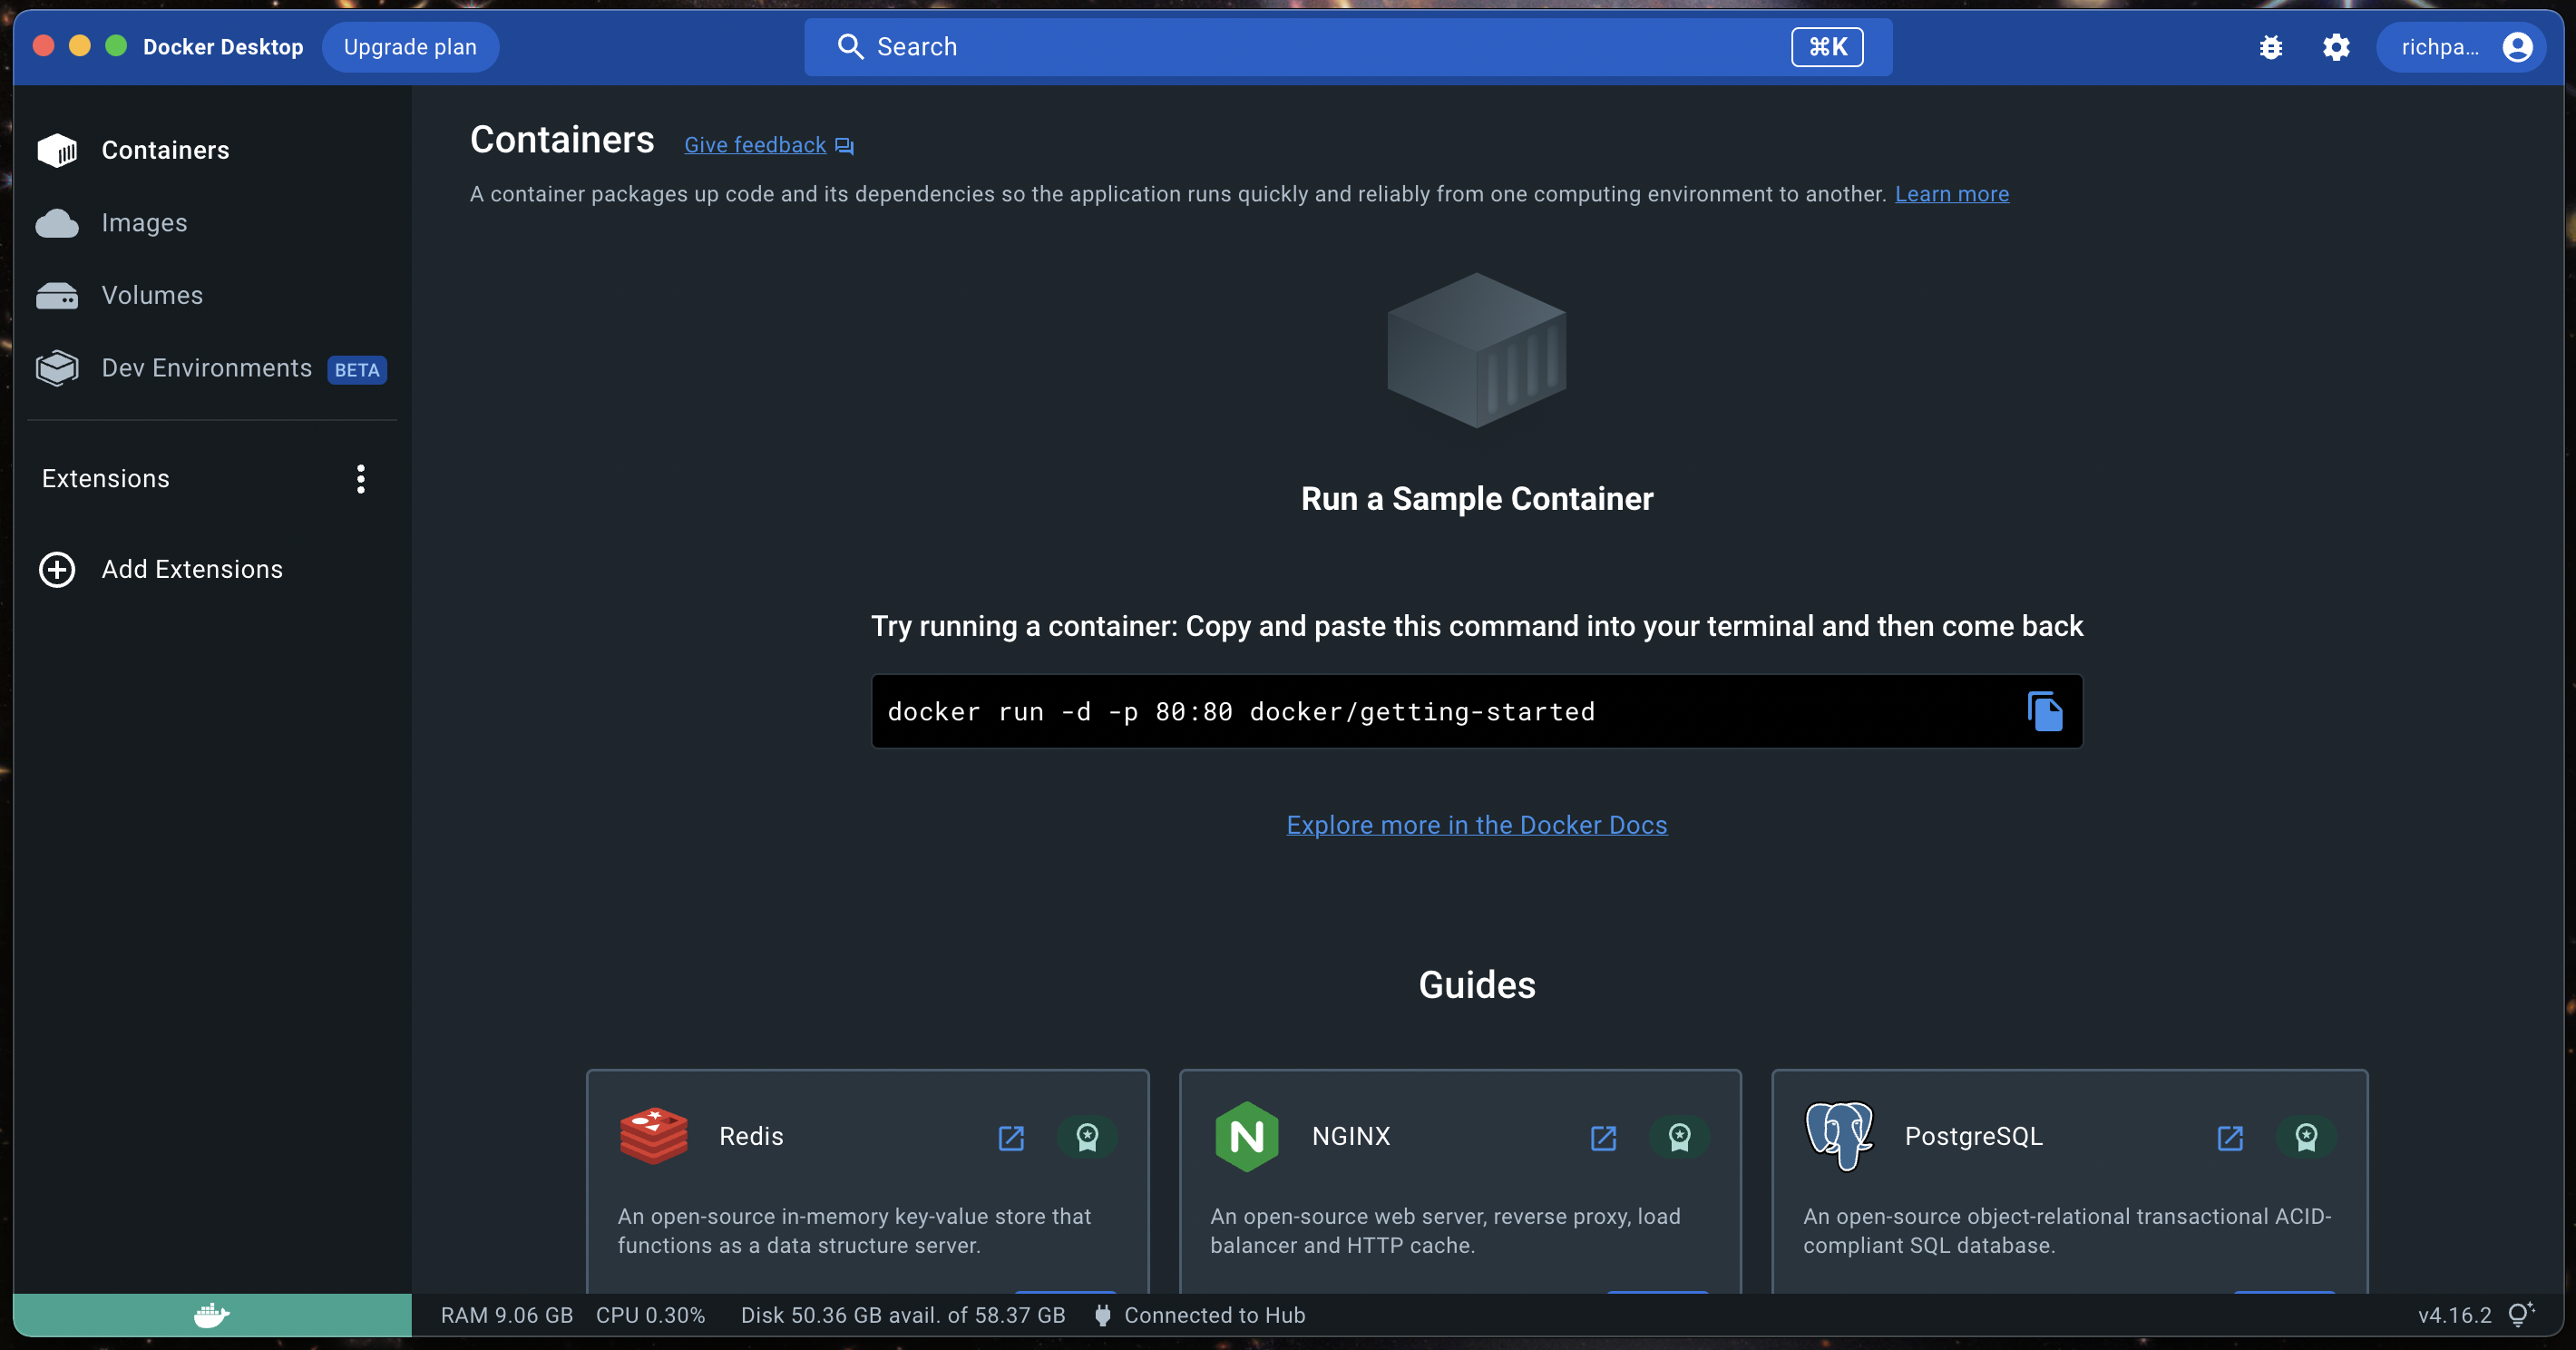 Docker Desktop
Upgrade plan
Search
⌘K
richpa...
Containers
Images
Volumes
Dev Environments BETA
Extensions
Add Extensions
Containers Give feedback
A container packages up code and its dependencies so the application runs quickly and reliably from one computing environment to another. Learn more
Run a Sample Container
Try running a container: Copy and paste this command into your terminal and then come back
docker run -d -p 80:80 docker/getting-started
Explore more in the Docker Docs
Guides
Redis
An open-source in-memory key-value store that
functions as a data structure server.
NGINX
An open-source web server, reverse proxy, load
balancer and HTTP cache.
PostgreSQL
An open-source object-relational transactional ACID-
compliant SQL database.
RAM 9.06 GB CPU 0.30% Disk 50.36 GB avail. of 58.37 GB Connected to Hub
v4.16.2